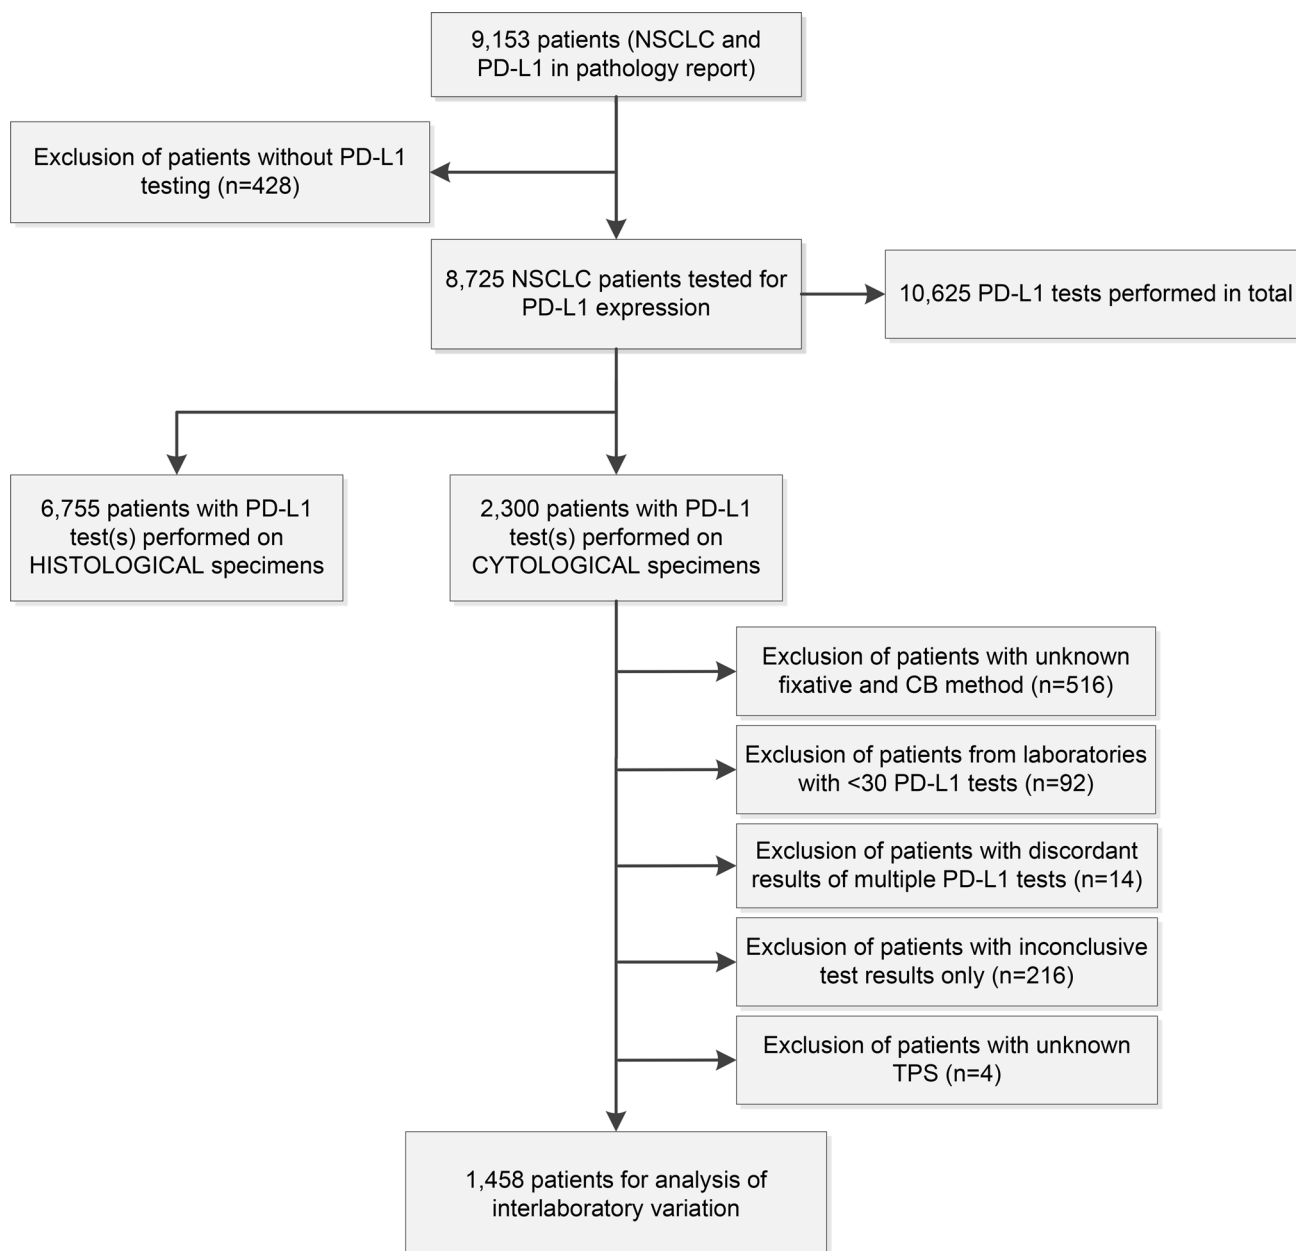 9,153 patients (NSCLC and
PD-L1 in pathology report)
Exclusion of patients without PD-L1
testing (n=428)
8,725 NSCLC patients tested for
PD-L1 expression
10,625 PD-L1 tests performed in total
6,755 patients with PD-L1
test(s) performed on
HISTOLOGICAL specimens
2,300 patients with PD-L1
test(s) performed on
CYTOLOGICAL specimens
Exclusion of patients with unknown
fixative and CB method (n=516)
Exclusion of patients from laboratories
with <30 PD-L1 tests (n=92)
Exclusion of patients with discordant
results of multiple PD-L1 tests (n=14)
Exclusion of patients with inconclusive
test results only (n=216)
Exclusion of patients with unknown
TPS (n=4)
1,458 patients for analysis of
interlaboratory variation